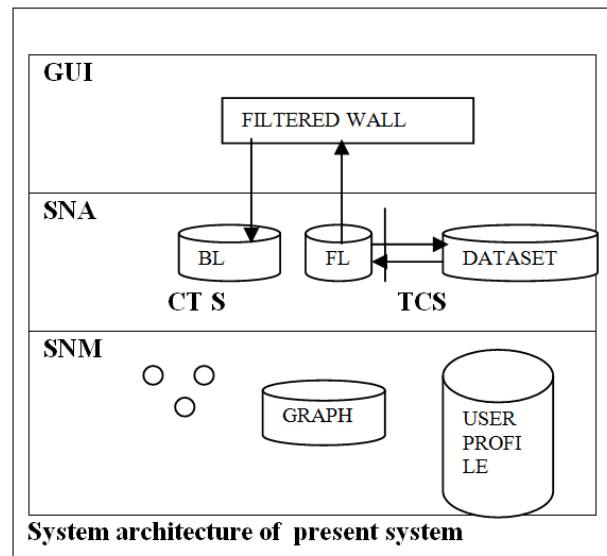 GUI
FILTERED WALL
SNA
BL
FL
DATASET
CT S
TCS
SNM
GRAPH
USER
PROFI
LE
System architecture of present system